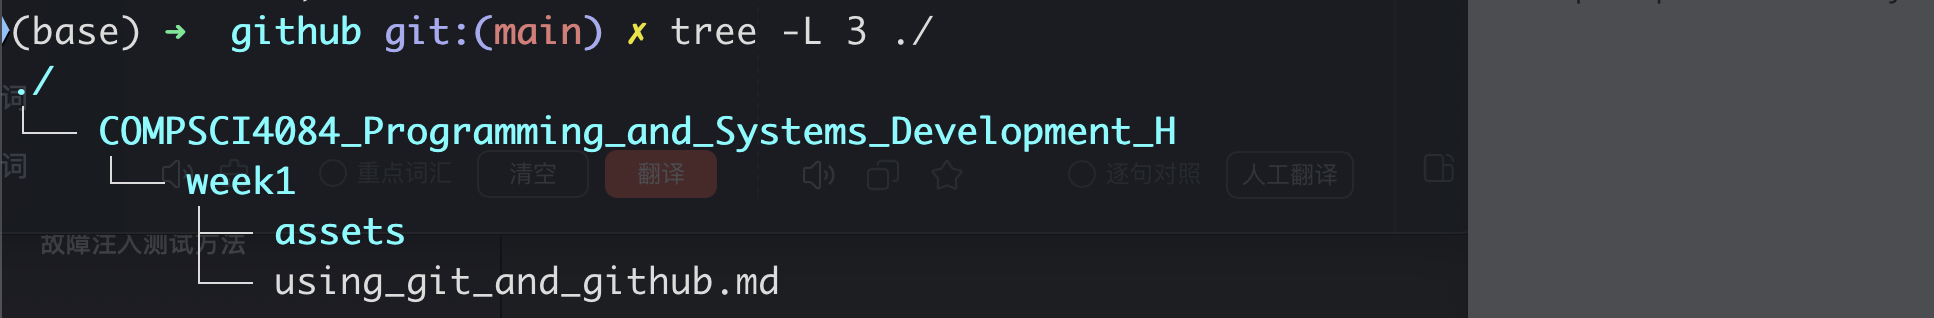 (base) ➜  github git:(main) ✗ tree -L 3 ./
./
词
└── COMPSCI4084_Programming_and_Systems_Development_H
词
重点词汇 清空 翻译 逐句对照 人工翻译
└── week1
├── assets
故障注入测试方法
└── using_git_and_github.md